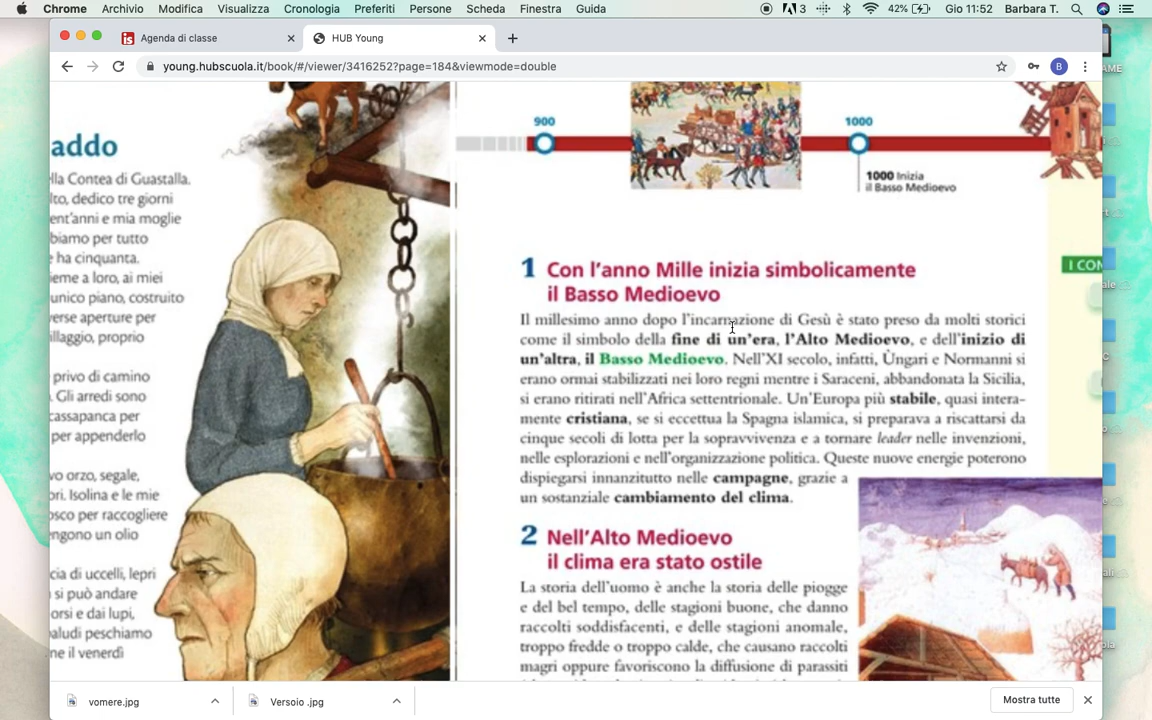 Chrome Archivio Modifica Visualizza Cronologia Preferiti Persone Scheda Finestra Guida 3 42% Gio 11:52 Barbara T.
Agenda di classe
HUB Young
young.hubscuola.it/book/#/viewer/3416252?page=184&viewmode=double
B
addo
lla Contea di Guastalla.
lto, dedico tre giorni
ent'anni e mia moglie
biamo per tutto
e ha cinquanta.
ieme a loro, ai miei
unico piano, costruito
verse aperture per
illaggio, proprio
privo di camino
. Gli arredi sono
cassapanca per
per appenderlo
vo orzo, segale,
ori. Isolina e le mie
osco per raccogliere
engono un olio
cia di uccelli, lepri
si può andare
orsi e dai lupi,
aludi peschiamo
ne il venerdì
900
1000
1000 Inizia
il Basso Medioevo
I CON
1 Con l'anno Mille inizia simbolicamente
il Basso Medioevo
Il millesimo anno dopo l'incarnazione di Gesù è stato preso da molti storici
come il simbolo della fine di un'era, l'Alto Medioevo, e dell'inizio di
un'altra, il Basso Medioevo. Nell'XI secolo, infatti, Ùngari e Normanni si
erano ormai stabilizzati nei loro regni mentre i Saraceni, abbandonata la Sicilia,
si erano ritirati nell'Africa settentrionale. Un'Europa più stabile, quasi intera-
mente cristiana, se si eccettua la Spagna islamica, si preparava a riscattarsi da
cinque secoli di lotta per la sopravvivenza e a tornare leader nelle invenzioni,
nelle esplorazioni e nell'organizzazione politica. Queste nuove energie poterono
dispiegarsi innanzitutto nelle campagne, grazie a
un sostanziale cambiamento del clima.
2 Nell'Alto Medioevo
il clima era stato ostile
La storia dell'uomo è anche la storia delle piogge
e del bel tempo, delle stagioni buone, che danno
raccolti soddisfacenti, e delle stagioni anomale,
troppo fredde o troppo calde, che causano raccolti
magri oppure favoriscono la diffusione di parassiti
vomere.jpg
Versoio .jpg
Mostra tutte